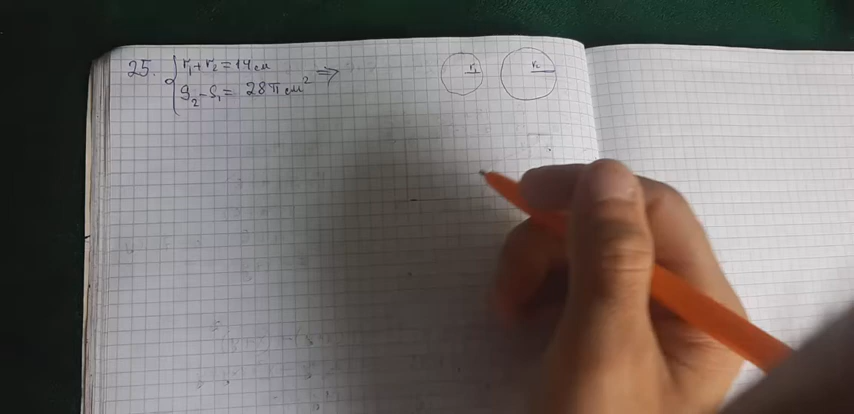 25. { r₁+r₂ = 14 см
S₂-S₁ = 28π см² ⇒
r₁ r₂